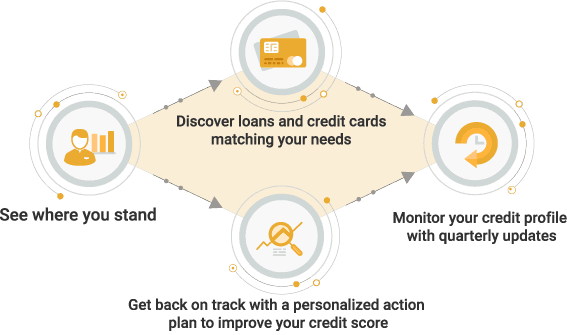 Discover loans and credit cards
matching your needs
See where you stand
Monitor your credit profile
with quarterly updates
Get back on track with a personalized action
plan to improve your credit score